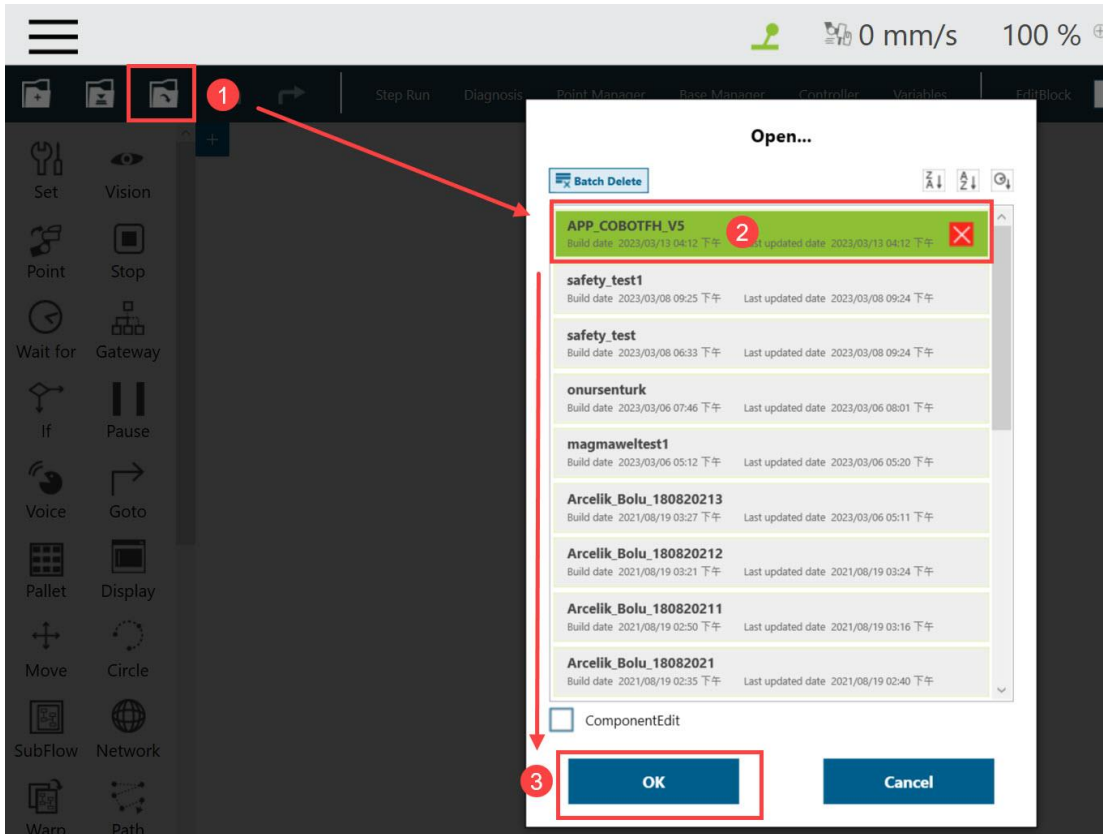 0 mm/s 100 %
1
Step Run Diagnosis Point Manager Base Manager Controller Variables EditBlock
Set Vision
Point Stop
Wait for Gateway
If Pause
Voice Goto
Pallet Display
Move Circle
SubFlow Network
Warp Path
Open...
Batch Delete
APP_COBOTFH_V5
2
Build date 2023/03/13 04:12 下午 Last updated date 2023/03/13 04:12 下午
safety_test1
Build date 2023/03/08 09:25 下午 Last updated date 2023/03/08 09:24 下午
safety_test
Build date 2023/03/08 06:33 下午 Last updated date 2023/03/08 09:24 下午
onursenturk
Build date 2023/03/06 07:46 下午 Last updated date 2023/03/06 08:01 下午
magmaweltest1
Build date 2023/03/06 05:12 下午 Last updated date 2023/03/06 05:20 下午
Arcelik_Bolu_180820213
Build date 2021/08/19 03:27 下午 Last updated date 2023/03/06 05:11 下午
Arcelik_Bolu_180820212
Build date 2021/08/19 03:21 下午 Last updated date 2021/08/19 03:24 下午
Arcelik_Bolu_180820211
Build date 2021/08/19 02:50 下午 Last updated date 2021/08/19 03:16 下午
Arcelik_Bolu_18082021
Build date 2021/08/19 02:35 下午 Last updated date 2021/08/19 02:40 下午
ComponentEdit
3
OK Cancel